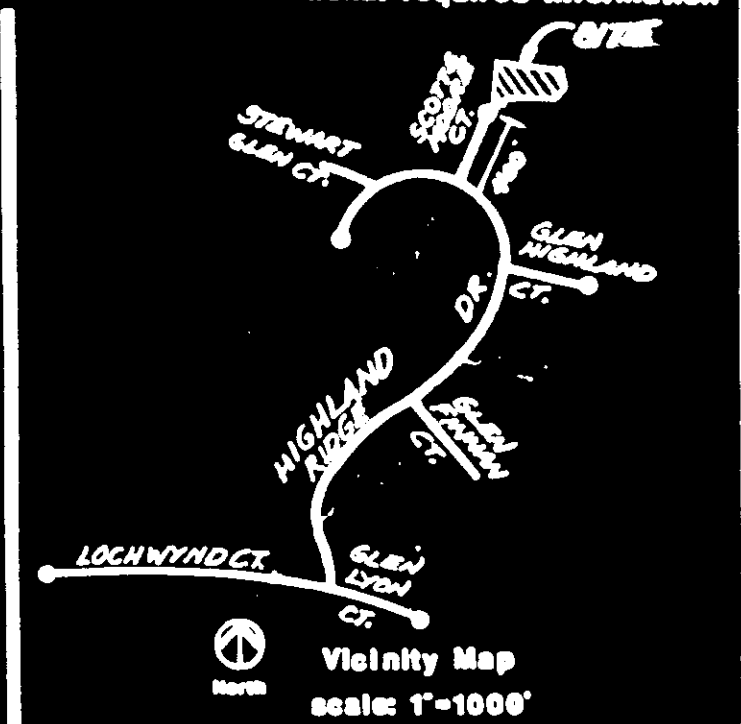 SITE
SCOTTS
CT.
STEWART
GLEN CT.
GLEN
HIGHLAND
CT.
DR.
HIGHLAND
RIDGE
GLEN
CT.
LOCHWYND CT.
GLEN
LYON
CT.
North
Vicinity Map
scale: 1"=1000'